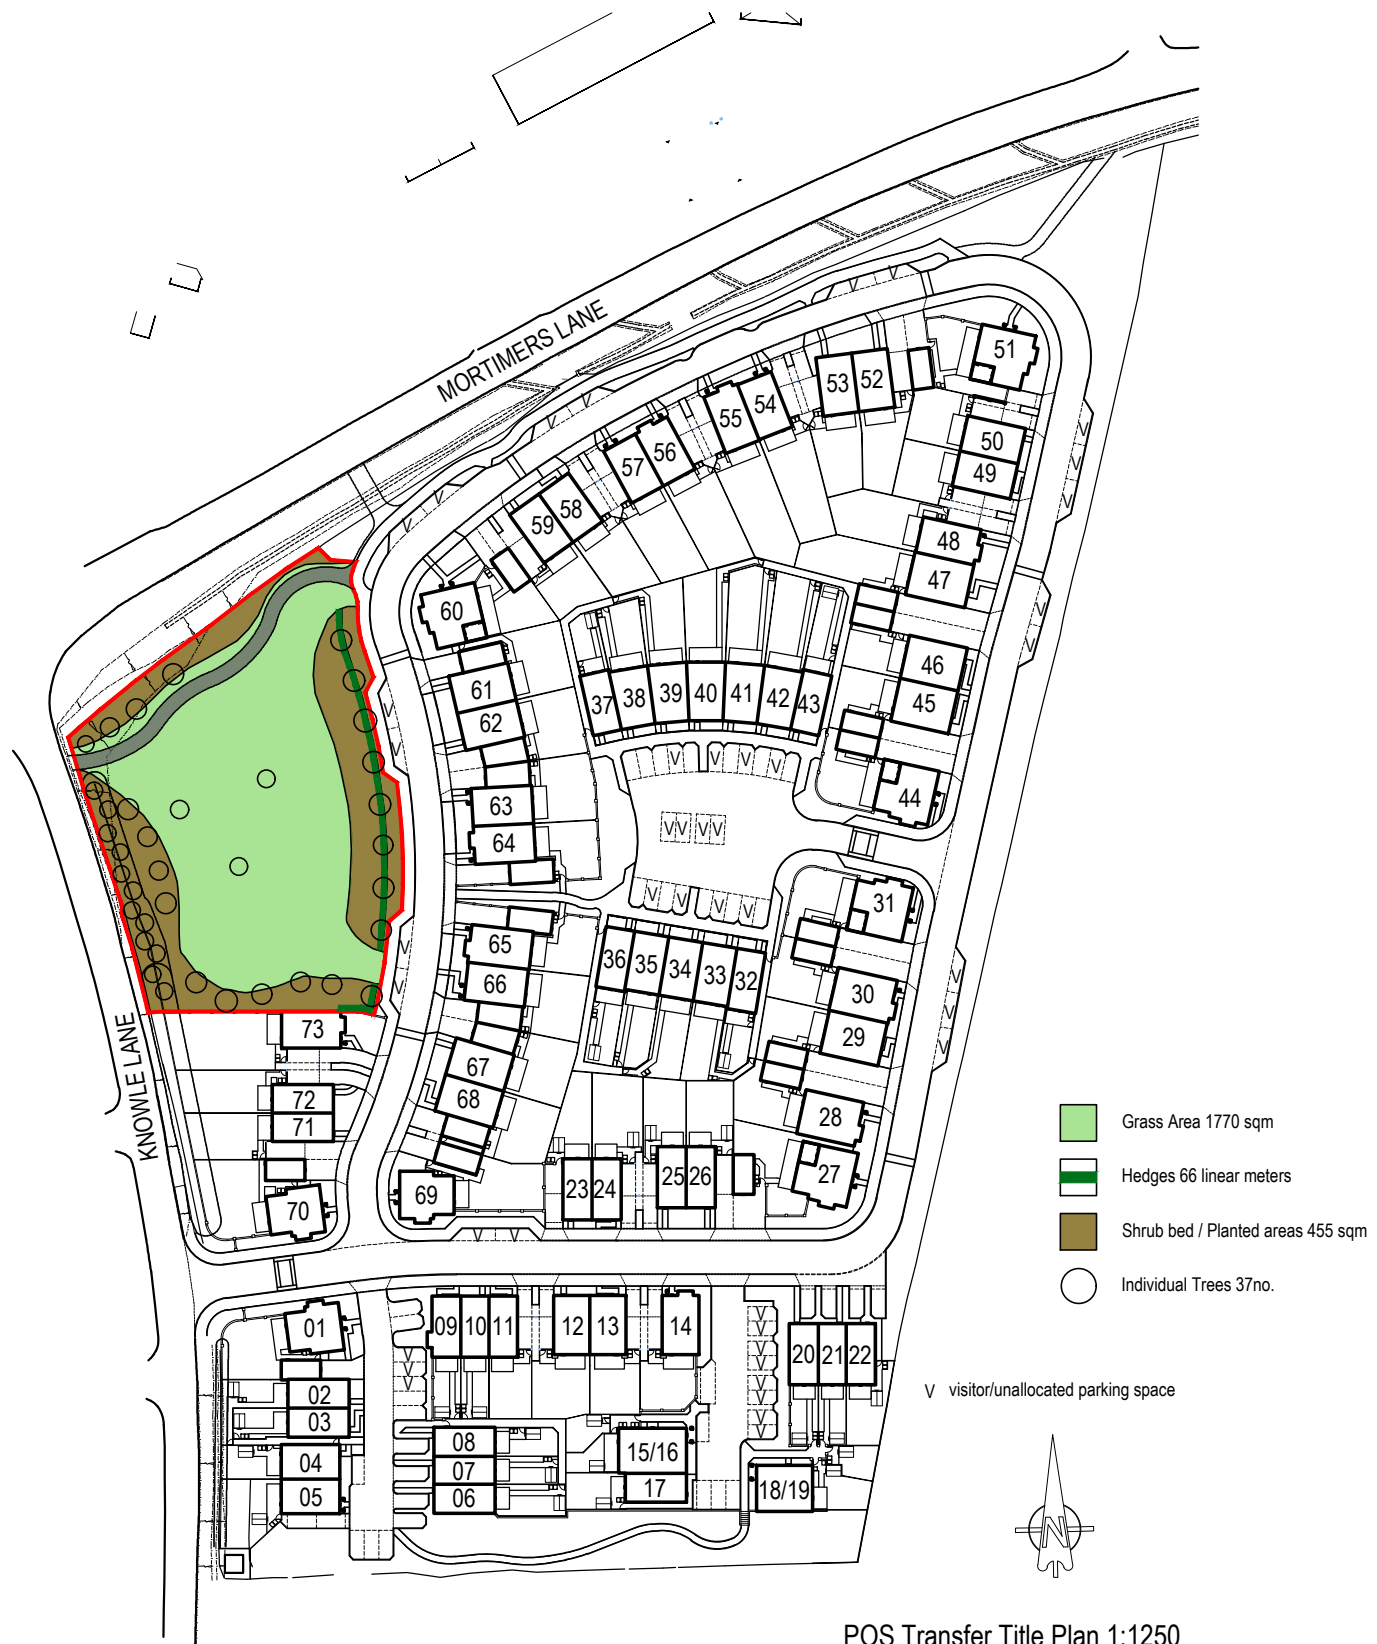 MORTIMERS LANE
51
53 52
54
55
50
56
49
57
58
59
48
47
60
46
61
45
37 38 39 40 41 42 43
62
44
63
V V V V V V
64
VV VV
31
V V V V
65
36 35 34 33 32
66
30
29
KNOWLE LANE
73
67
68
72
71
28
27
25 26
23 24
69
70
V V
Grass Area 1770 sqm
Hedges 66 linear meters
Shrub bed / Planted areas 455 sqm
Individual Trees 37no.
01
09 10 11
12 13
14
20 21 22
02
03
V visitor/unallocated parking space
08
04
15/16
07
17
05
06
18/19
N
POS Transfer Title Plan 1:1250